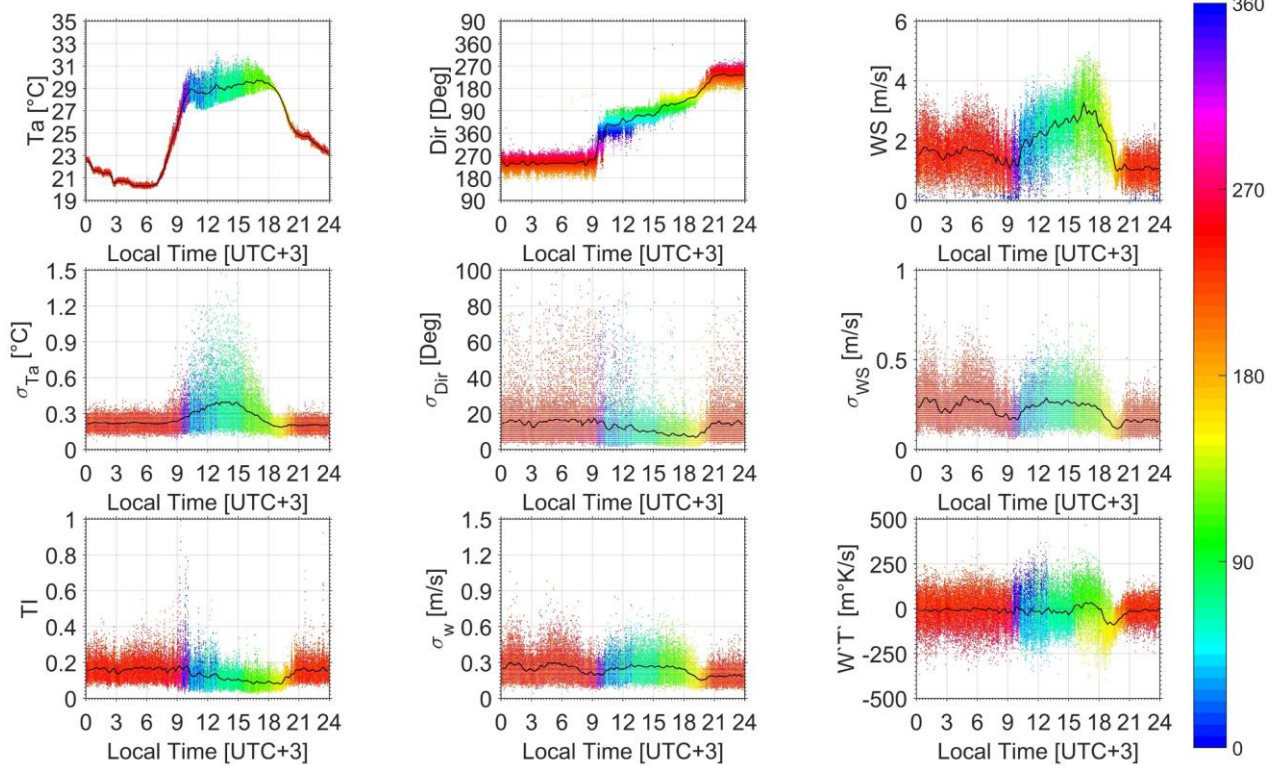 35
33
31
29
27
25
23
21
19
Ta [°C]
0 3 6 9 12 15 18 21 24
Local Time [UTC+3]
90
360
270
180
90
360
270
180
90
Dir [Deg]
0 3 6 9 12 15 18 21 24
Local Time [UTC+3]
6
4
2
0
WS [m/s]
0 3 6 9 12 15 18 21 24
Local Time [UTC+3]
360
270
180
90
0
1.5
1.2
0.9
0.6
0.3
0
σTa [°C]
0 3 6 9 12 15 18 21 24
Local Time [UTC+3]
100
80
60
40
20
0
σDir [Deg]
0 3 6 9 12 15 18 21 24
Local Time [UTC+3]
1
0.5
0
σWS [m/s]
0 3 6 9 12 15 18 21 24
Local Time [UTC+3]
1
0.8
0.6
0.4
0.2
0
TI
0 3 6 9 12 15 18 21 24
Local Time [UTC+3]
1.5
1.2
0.9
0.6
0.3
0
σw [m/s]
0 3 6 9 12 15 18 21 24
Local Time [UTC+3]
500
250
0
-250
-500
W`T` [m°K/s]
0 3 6 9 12 15 18 21 24
Local Time [UTC+3]